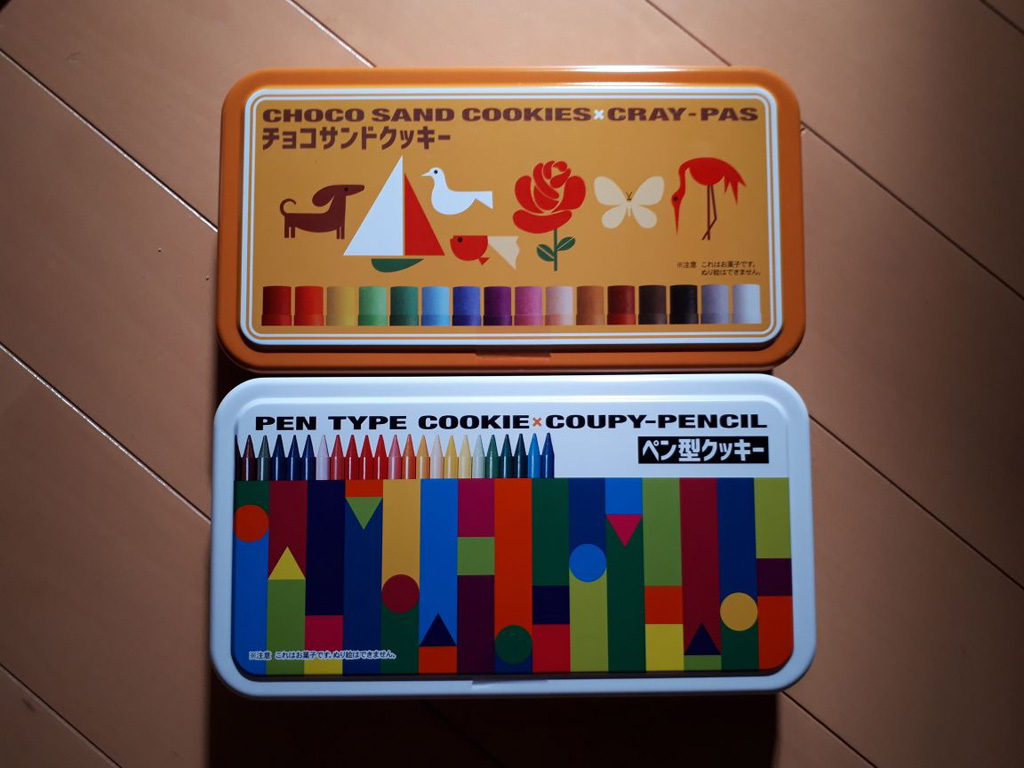 CHOCO SAND COOKIES×CRAY-PAS
チョコサンドクッキー
※注意 これはお菓子です。
ぬり絵はできません。
PEN TYPE COOKIE×COUPY-PENCIL
ペン型クッキー
※注意 これはお菓子です。ぬり絵はできません。